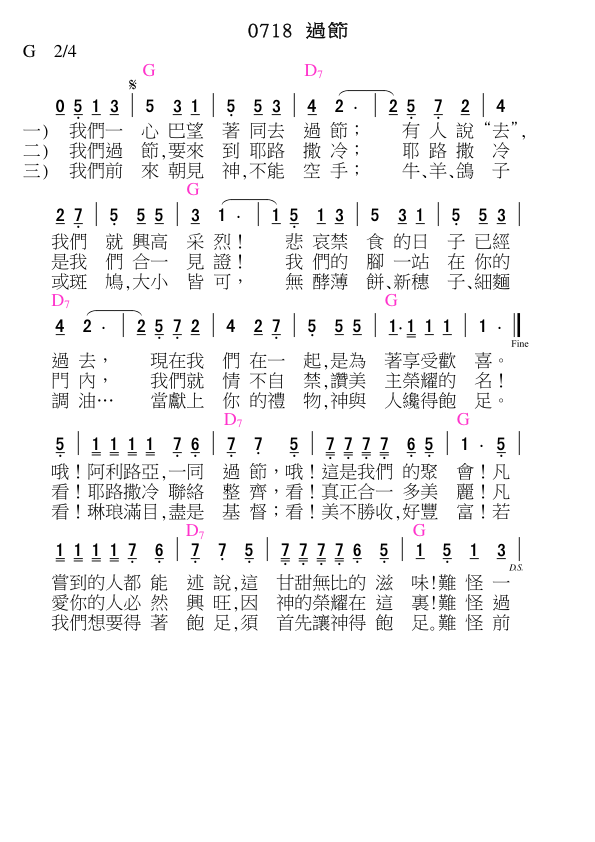 0718 過節
G 2/4
G D7
0 5 1 3 | 5 3 1 | 5 5 3 | 4 2 · | 2 5 7 2 | 4
一) 我們一 心 巴望 著 同去 過 節； 有 人 說 “去”，
二) 我們過 節，要來 到 耶路 撒 冷； 耶 路 撒 冷
三) 我們前 來 朝見 神，不能 空 手； 牛、羊、鴿 子
G
2 7 | 5 5 5 | 3 1 · | 1 5 1 3 | 5 3 1 | 5 5 3 |
我們 就 興高 采 烈！ 悲 哀禁 食 的日 子 已經
是我 們 合一 見 證！ 我 們的 腳 一站 在 你的
或斑 鳩，大小 皆 可， 無 酵薄 餅、新穗 子、細麵
D7 G
4 2 · | 2 5 7 2 | 4 2 7 | 5 5 5 | 1· 1 1 1 | 1 · ‖
Fine
過 去， 現在我 們 在一 起，是為 著享受歡 喜。
門 內， 我們就 情 不自 禁，讚美 主榮耀的 名！
調 油… 當獻上 你 的禮 物，神與 人纔得飽 足。
D7 G
5 | 1 1 1 1 7 6 | 7 7 5 | 7 7 7 7 6 5 | 1 · 5 |
哦！阿利路亞，一同 過 節，哦！這是我們 的聚 會！凡
看！耶路撒冷 聯絡 整 齊，看！真正合一 多美 麗！凡
看！琳琅滿目，盡是 基 督；看！美不勝收，好豐 富！若
D7 G
1 1 1 1 7 6 | 7 7 5 | 7 7 7 7 6 5 | 1 5 1 3 |
D.S.
嘗到的人都 能 述 說，這 甘甜無比的 滋 味！難 怪 一
愛你的人必 然 興 旺，因 神的榮耀在 這 裏！難 怪 過
我們想要得 著 飽 足，須 首先讓神得 飽 足。難 怪 前